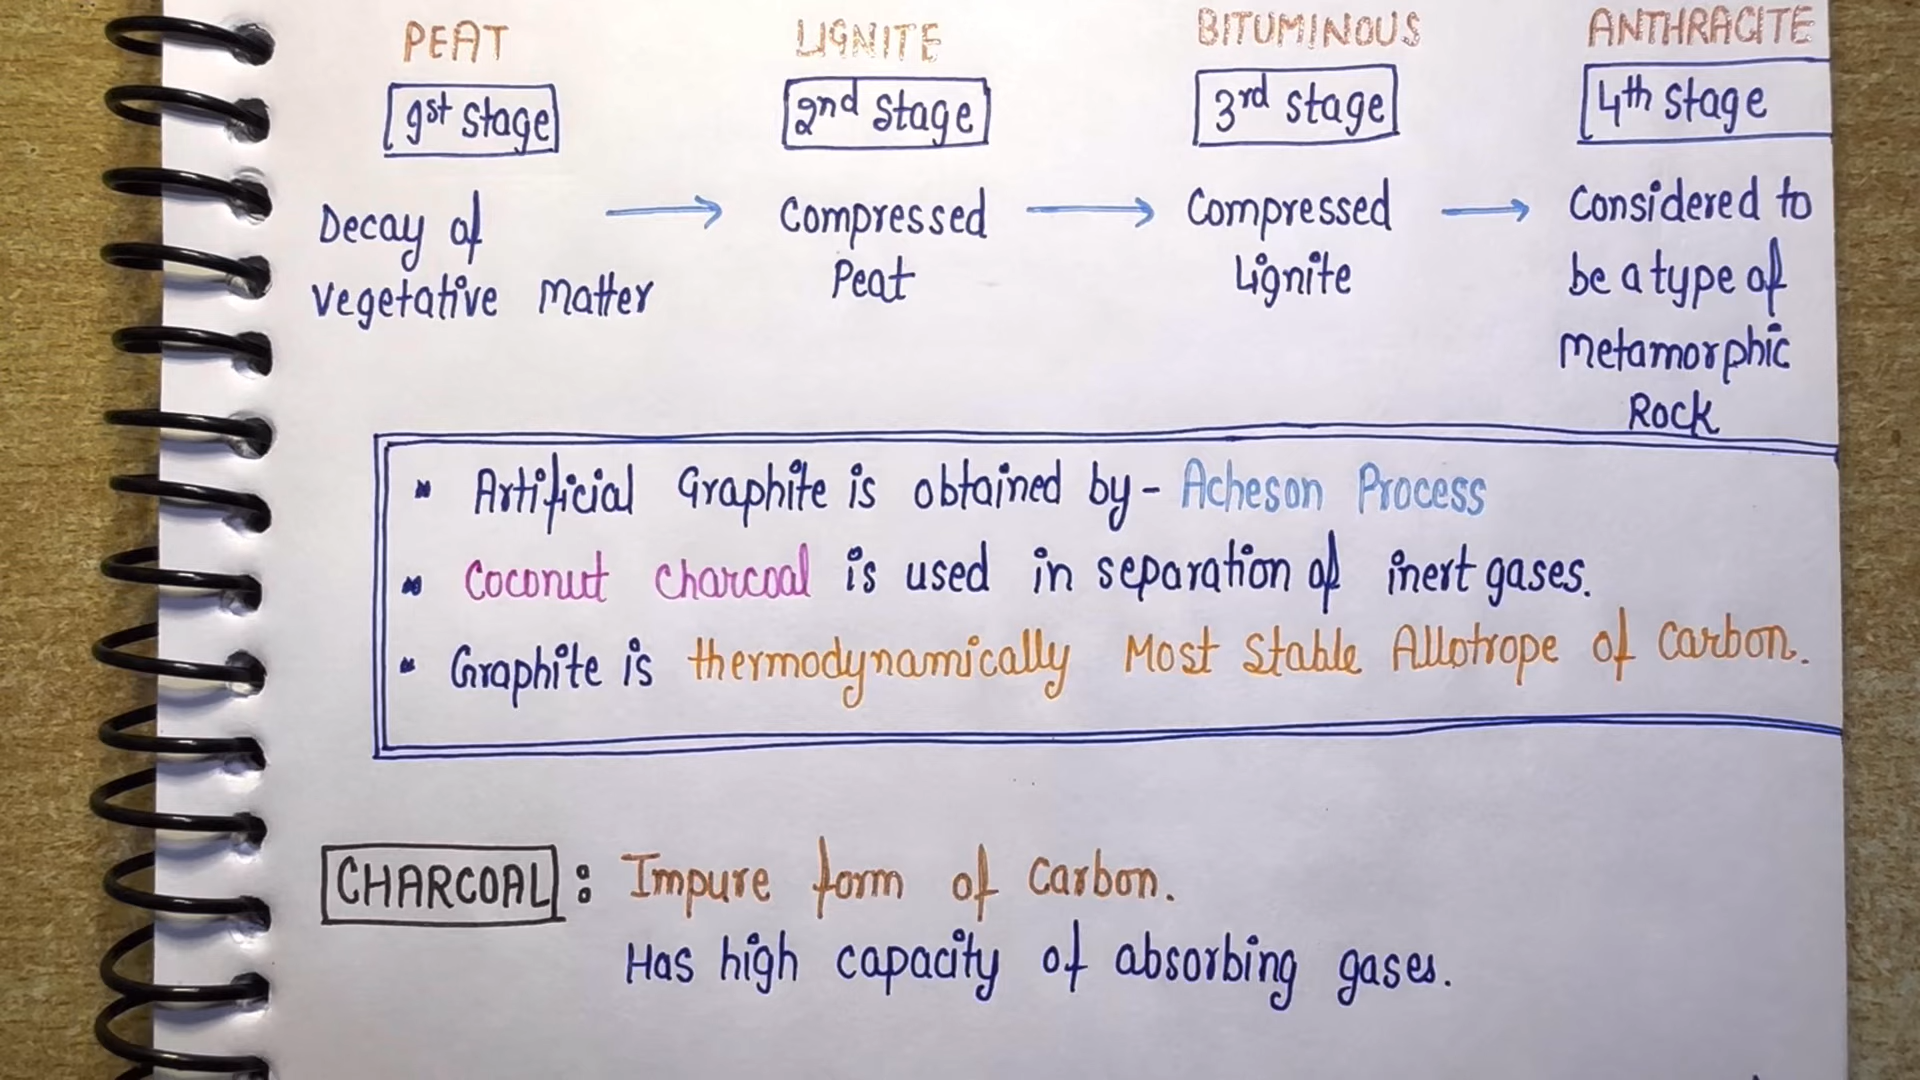 PEAT LIGNITE BITUMINOUS ANTHRACITE
1st stage 2nd stage 3rd stage 4th stage
Decay of → Compressed → Compressed → Considered to
vegetative Matter Peat Lignite be a type of
metamorphic
Rock
Artificial Graphite is obtained by - Acheson Process
Coconut charcoal is used in separation of inert gases.
Graphite is thermodynamically Most Stable Allotrope of Carbon.
CHARCOAL : Impure form of Carbon.
Has high capacity of absorbing gases.